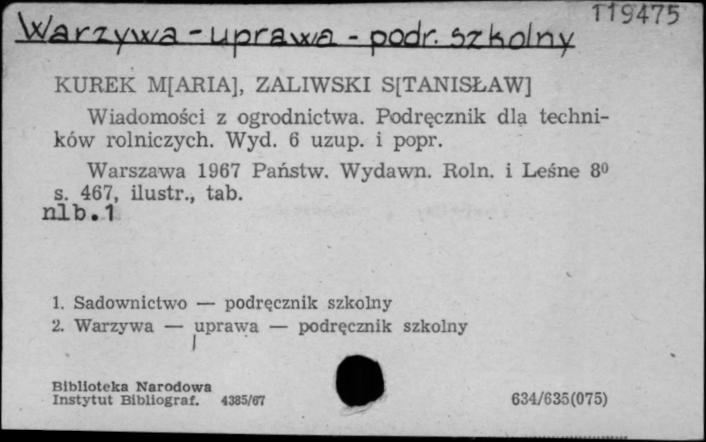 119475
Warzywa - uprawa - podr. szkolny
KUREK M[ARIA], ZALIWSKI S[TANISŁAW]
Wiadomości z ogrodnictwa. Podręcznik dla techni-
ków rolniczych. Wyd. 6 uzup. i popr.
Warszawa 1967 Państw. Wydawn. Roln. i Leśne 8⁰
s. 467, ilustr., tab.
nlb.1
1. Sadownictwo — podręcznik szkolny
2. Warzywa — uprawa — podręcznik szkolny
Biblioteka Narodowa
Instytut Bibliograf. 4385/67
634/635(075)